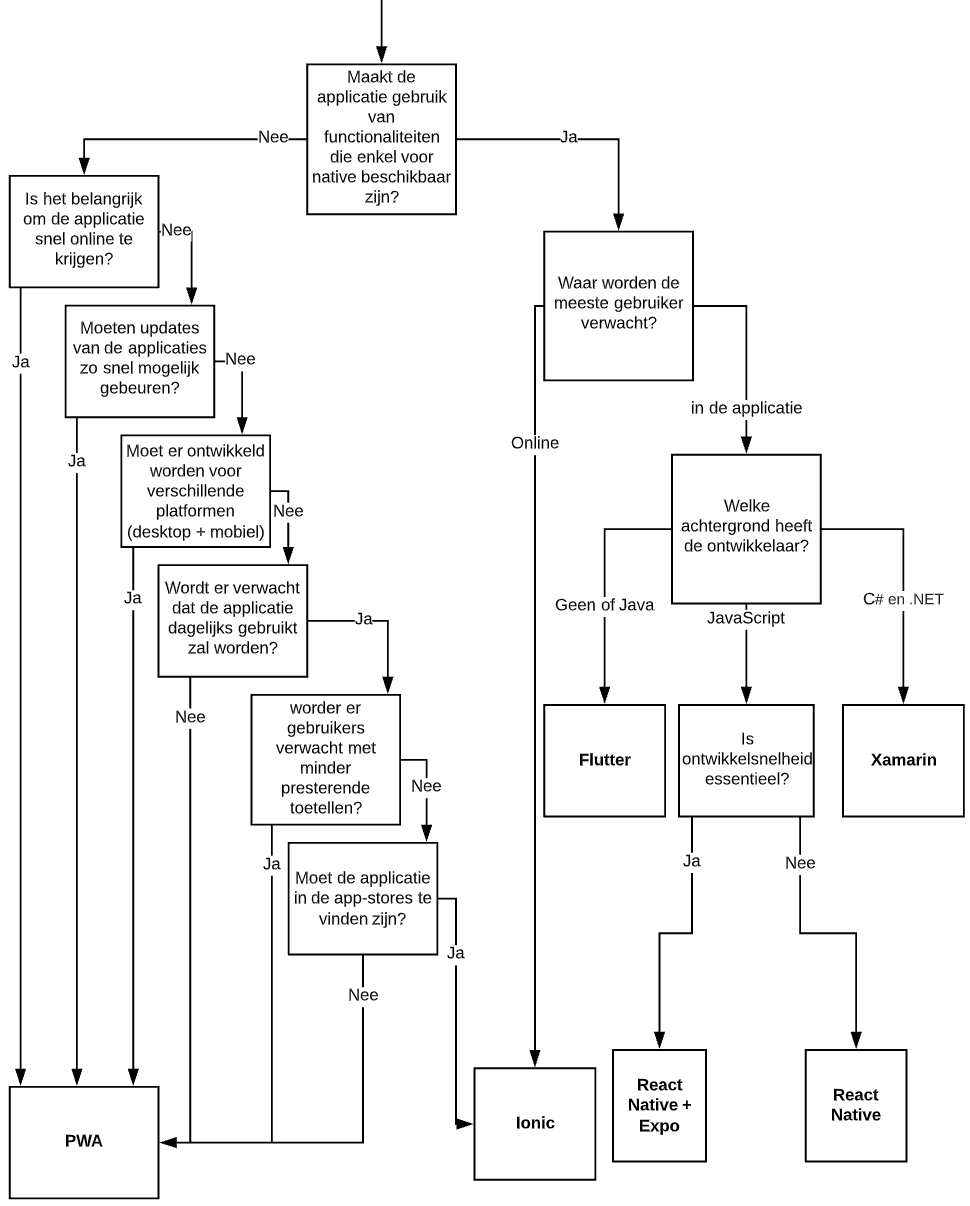 Maakt de
applicatie gebruik
van
functionaliteiten
die enkel voor
native beschikbaar
zijn?
Nee
Ja
Is het belangrijk
om de applicatie
snel online te
krijgen?
Nee
Waar worden de
meeste gebruiker
verwacht?
Moeten updates
van de applicaties
zo snel mogelijk
gebeuren?
Ja
Nee
in de applicatie
Online
Moet er ontwikkeld
worden voor
verschillende
platformen
(desktop + mobiel)
Ja
Nee
Welke
achtergrond heeft
de ontwikkelaar?
Wordt er verwacht
dat de applicatie
dagelijks gebruikt
zal worden?
Ja
Ja
Geen of Java
JavaScript
C# en .NET
Nee
worder er
gebruikers
verwacht met
minder
presterende
toetellen?
Nee
Flutter
Is
ontwikkelsnelheid
essentieel?
Xamarin
Ja
Moet de applicatie
in de app-stores te
vinden zijn?
Ja
Nee
Ja
Nee
PWA
Ionic
React
Native +
Expo
React
Native